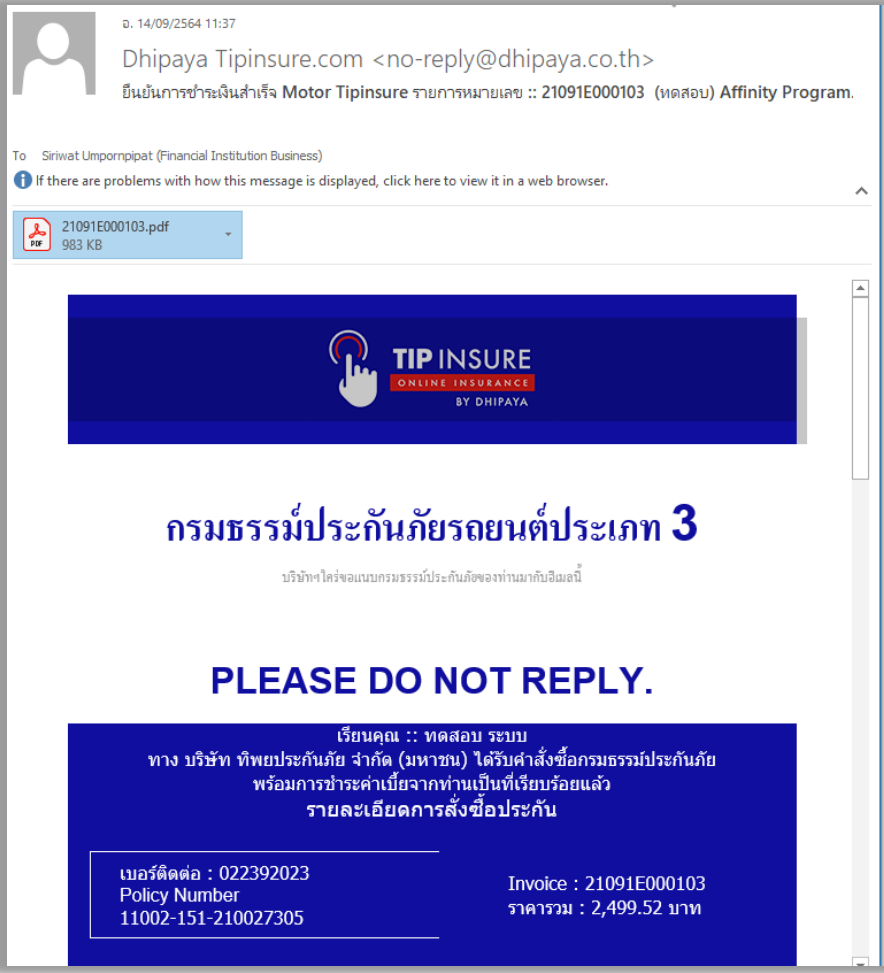 อ. 14/09/2564 11:37
Dhipaya Tipinsure.com <no-reply@dhipaya.co.th>
ยืนยันการชำระเงินสำเร็จ Motor Tipinsure รายการหมายเลข :: 21091E000103 (ทดสอบ) Affinity Program.
To Siriwat Umpornpipat (Financial Institution Business)
If there are problems with how this message is displayed, click here to view it in a web browser.
21091E000103.pdf
983 KB
PDF
TIP INSURE
ONLINE INSURANCE
BY DHIPAYA
กรมธรรม์ประกันภัยรถยนต์ประเภท 3
บริษัทฯ ใคร่ขอแนบกรมธรรม์ประกันภัยของท่านมากับอีเมลนี้
PLEASE DO NOT REPLY.
เรียนคุณ :: ทดสอบ ระบบ
ทาง บริษัท ทิพยประกันภัย จำกัด (มหาชน) ได้รับคำสั่งซื้อกรมธรรม์ประกันภัย
พร้อมการชำระค่าเบี้ยจากท่านเป็นที่เรียบร้อยแล้ว
รายละเอียดการสั่งซื้อประกัน
เบอร์ติดต่อ : 022392023
Policy Number
11002-151-210027305
Invoice : 21091E000103
ราคารวม : 2,499.52 บาท